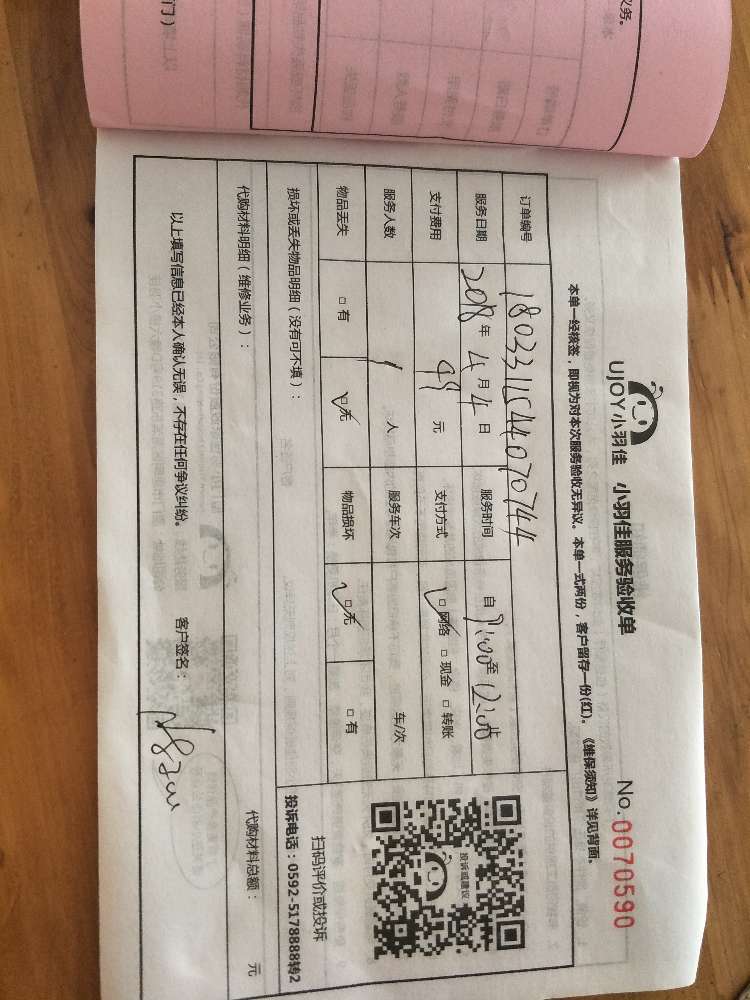 UJOY小羽佳 小羽佳服务验收单 No.0070590
本单一经核签，即视为对本次服务验收无异议。本单一式两份，客户留存一份(红)。《维保须知》详见背面。
订单编号 180331154407074 4
服务日期 2018年4月4日 服务时间 自9:00至12:00
支付费用 99元 支付方式 □网络 □现金 □转账
服务人数 1人 服务车次 车/次
物品丢失 □有 □无 物品损坏 □无 □有
投诉或建议
扫码评价或投诉
投诉电话：0592-5178888转2
损坏或丢失物品明细（没有可不填）：
代购材料明细（维修业务）： 代购材料总额： 元
以上填写信息已经本人确认无误，不存在任何争议纠纷。 客户签名：